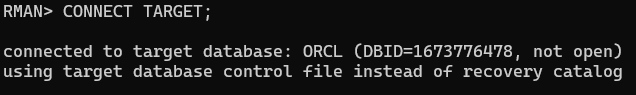 RMAN> CONNECT TARGET;
connected to target database: ORCL (DBID=1673776478, not open)
using target database control file instead of recovery catalog